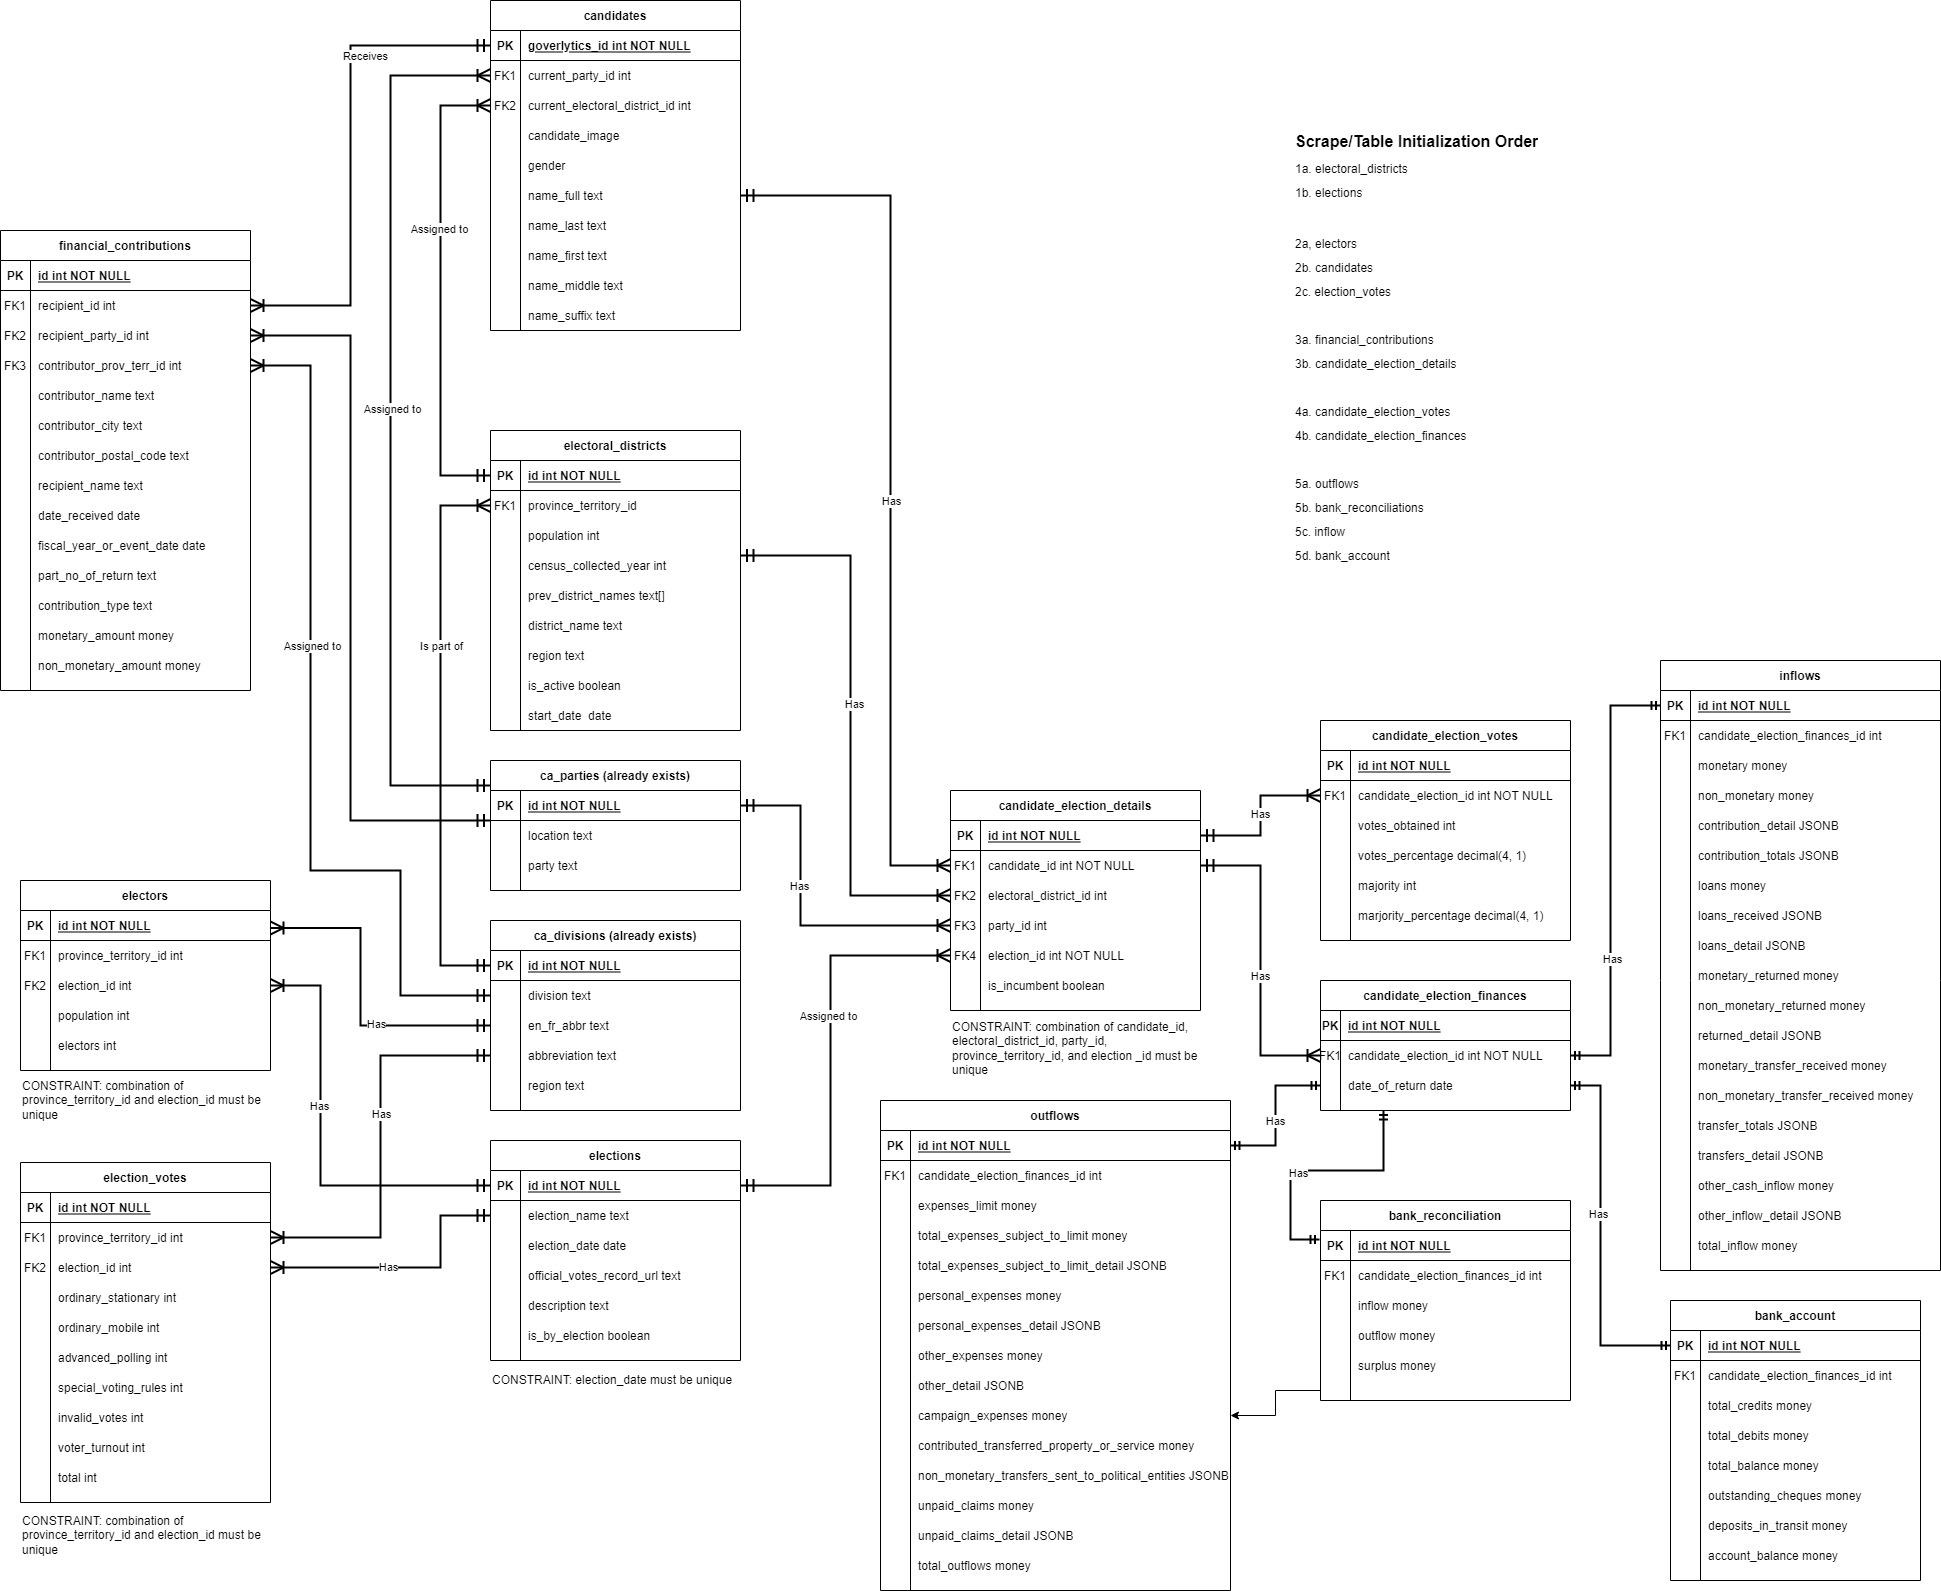 candidates
PK goverlytics_id int NOT NULL
FK1 current_party_id int
FK2 current_electoral_district_id int
candidate_image
gender
name_full text
name_last text
name_first text
name_middle text
name_suffix text
Receives
Assigned to
Assigned to
Assigned to
Is part of
Has
Has
Has
Assigned to
financial_contributions
PK id int NOT NULL
FK1 recipient_id int
FK2 recipient_party_id int
FK3 contributor_prov_terr_id int
contributor_name text
contributor_city text
contributor_postal_code text
recipient_name text
date_received date
fiscal_year_or_event_date date
part_no_of_return text
contribution_type text
monetary_amount money
non_monetary_amount money
electoral_districts
PK id int NOT NULL
FK1 province_territory_id
population int
census_collected_year int
prev_district_names text[]
district_name text
region text
is_active boolean
start_date  date
ca_parties (already exists)
PK id int NOT NULL
location text
party text
ca_divisions (already exists)
PK id int NOT NULL
division text
en_fr_abbr text
abbreviation text
region text
electors
PK id int NOT NULL
FK1 province_territory_id int
FK2 election_id int
population int
electors int
CONSTRAINT: combination of
province_territory_id and election_id must be
unique
Has
Has
Has
Has
election_votes
PK id int NOT NULL
FK1 province_territory_id int
FK2 election_id int
ordinary_stationary int
ordinary_mobile int
advanced_polling int
special_voting_rules int
invalid_votes int
voter_turnout int
total int
CONSTRAINT: combination of
province_territory_id and election_id must be
unique
elections
PK id int NOT NULL
election_name text
election_date date
official_votes_record_url text
description text
is_by_election boolean
CONSTRAINT: election_date must be unique
Scrape/Table Initialization Order
1a. electoral_districts
1b. elections
2a, electors
2b. candidates
2c. election_votes
3a. financial_contributions
3b. candidate_election_details
4a. candidate_election_votes
4b. candidate_election_finances
5a. outflows
5b. bank_reconciliations
5c. inflow
5d. bank_account
candidate_election_details
PK id int NOT NULL
FK1 candidate_id int NOT NULL
FK2 electoral_district_id int
FK3 party_id int
FK4 election_id int NOT NULL
is_incumbent boolean
CONSTRAINT: combination of candidate_id,
electoral_district_id, party_id,
province_territory_id, and election _id must be
unique
Has
Has
Has
Has
Has
Has
candidate_election_votes
PK id int NOT NULL
FK1 candidate_election_id int NOT NULL
votes_obtained int
votes_percentage decimal(4, 1)
majority int
marjority_percentage decimal(4, 1)
candidate_election_finances
PK id int NOT NULL
FK1 candidate_election_id int NOT NULL
date_of_return date
outflows
PK id int NOT NULL
FK1 candidate_election_finances_id int
expenses_limit money
total_expenses_subject_to_limit money
total_expenses_subject_to_limit_detail JSONB
personal_expenses money
personal_expenses_detail JSONB
other_expenses money
other_detail JSONB
campaign_expenses money
contributed_transferred_property_or_service money
non_monetary_transfers_sent_to_political_entities JSONB
unpaid_claims money
unpaid_claims_detail JSONB
total_outflows money
bank_reconciliation
PK id int NOT NULL
FK1 candidate_election_finances_id int
inflow money
outflow money
surplus money
inflows
PK id int NOT NULL
FK1 candidate_election_finances_id int
monetary money
non_monetary money
contribution_detail JSONB
contribution_totals JSONB
loans money
loans_received JSONB
loans_detail JSONB
monetary_returned money
non_monetary_returned money
returned_detail JSONB
monetary_transfer_received money
non_monetary_transfer_received money
transfer_totals JSONB
transfers_detail JSONB
other_cash_inflow money
other_inflow_detail JSONB
total_inflow money
bank_account
PK id int NOT NULL
FK1 candidate_election_finances_id int
total_credits money
total_debits money
total_balance money
outstanding_cheques money
deposits_in_transit money
account_balance money